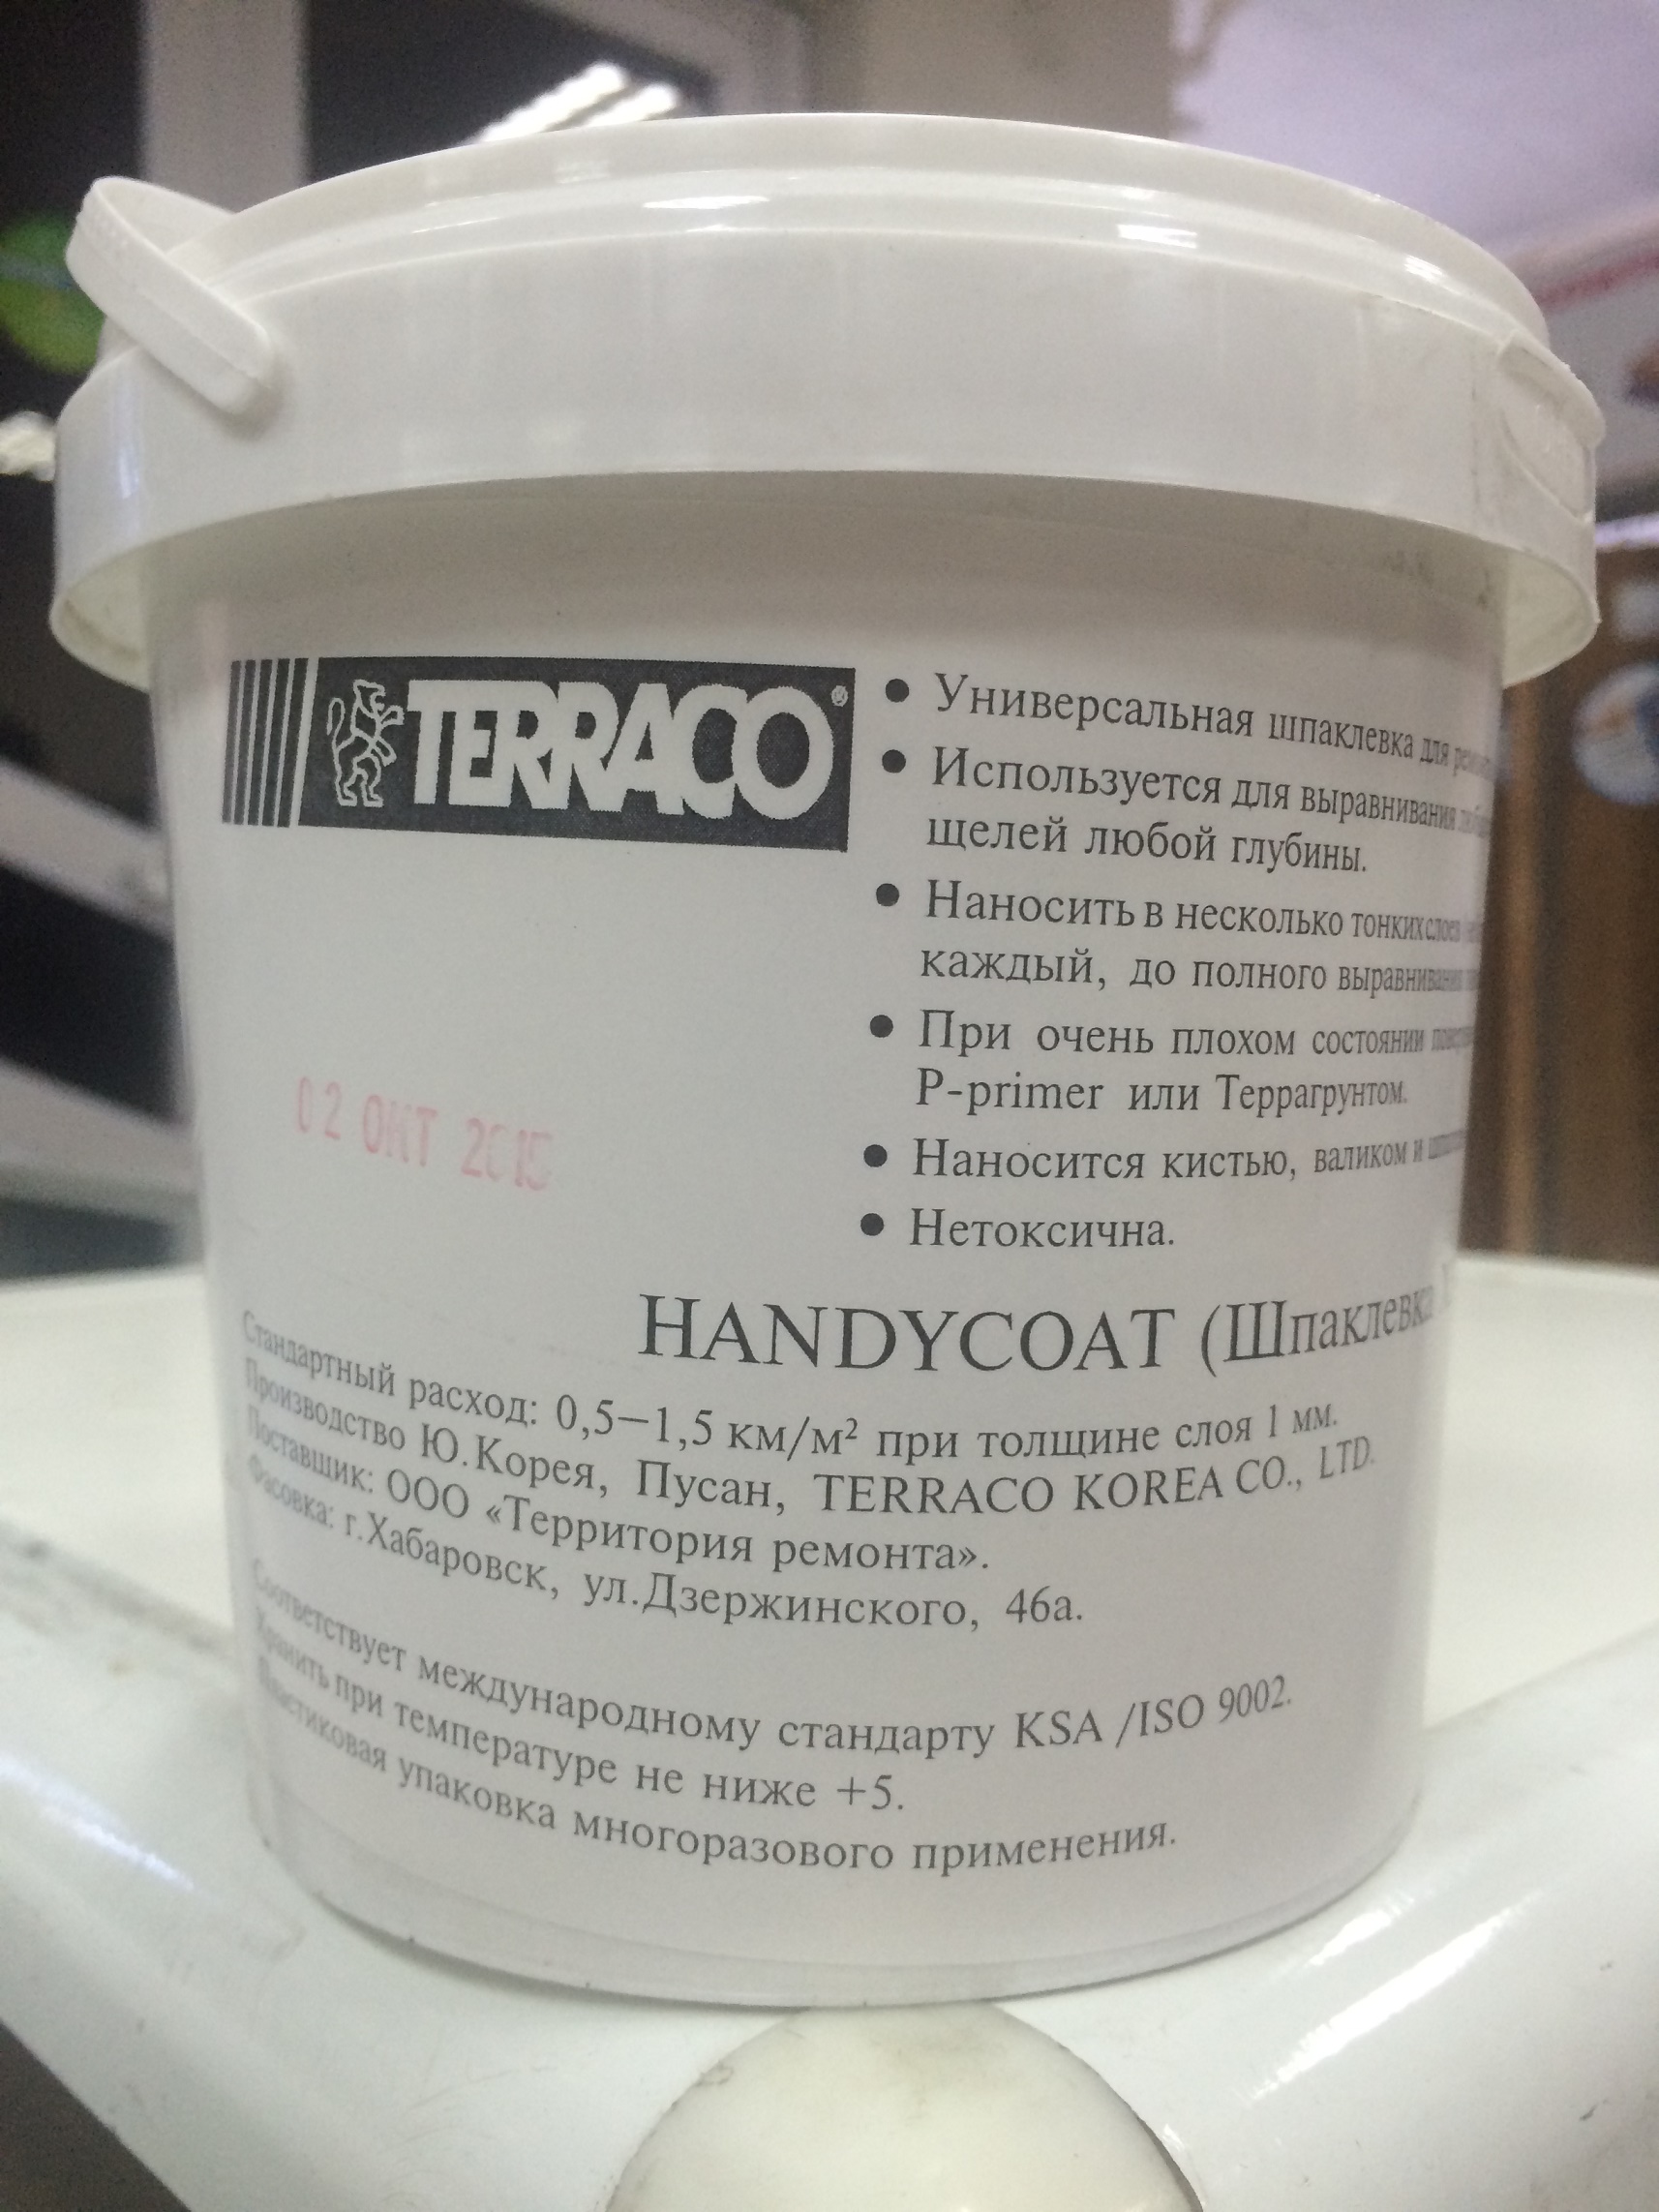 TERRACO®
• Универсальная шпаклевка для
• Используется для выравнивания
щелей любой глубины.
• Наносить в несколько тонких слоев
каждый, до полного выравнивания
• При очень плохом состоянии
P-primer или Террагрунтом.
• Наносится кистью, валиком и
• Нетоксична.
02 ОКТ 2015
HANDYCOAT (Шпаклевка
Стандартный расход: 0,5—1,5 км/м² при толщине слоя 1 мм.
Производство Ю.Корея, Пусан, TERRACO KOREA CO., LTD.
Поставщик: ООО «Территория ремонта».
Фасовка: г.Хабаровск, ул.Дзержинского, 46а.
Соответствует международному стандарту KSA /ISO 9002.
Хранить при температуре не ниже +5.
Пластиковая упаковка многоразового применения.